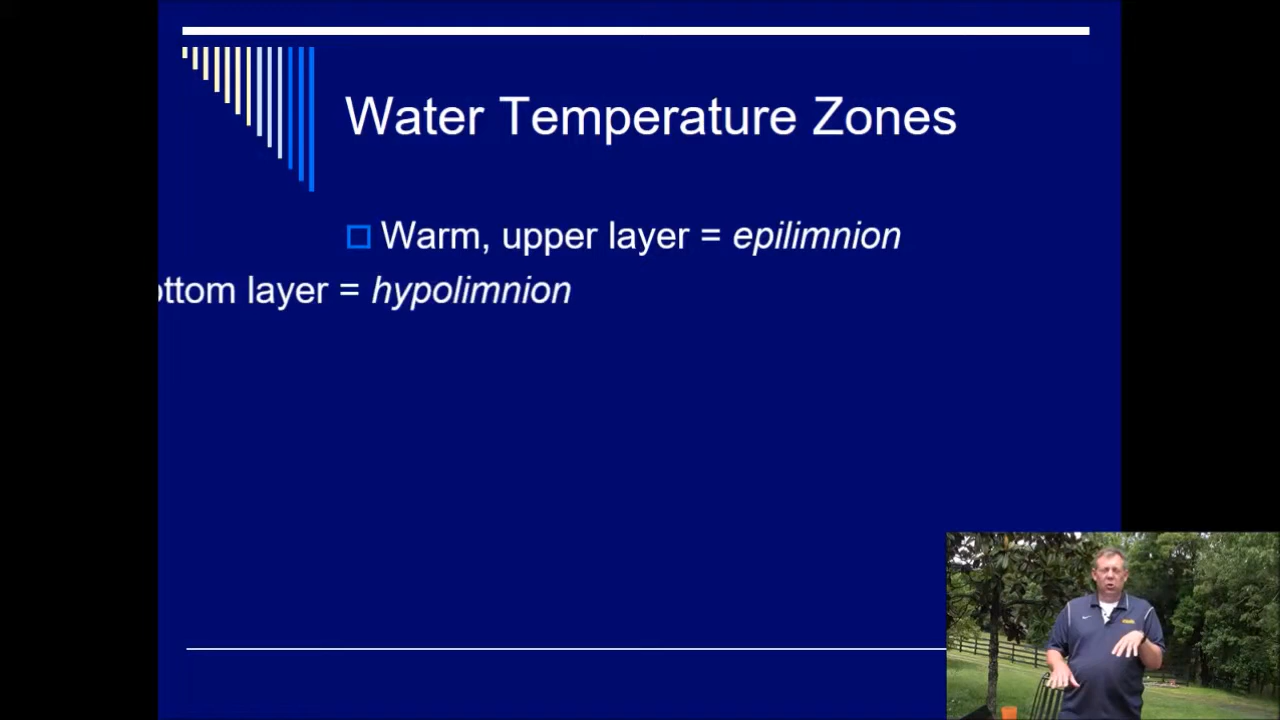 Water Temperature Zones
Warm, upper layer = epilimnion
ottom layer = hypolimnion